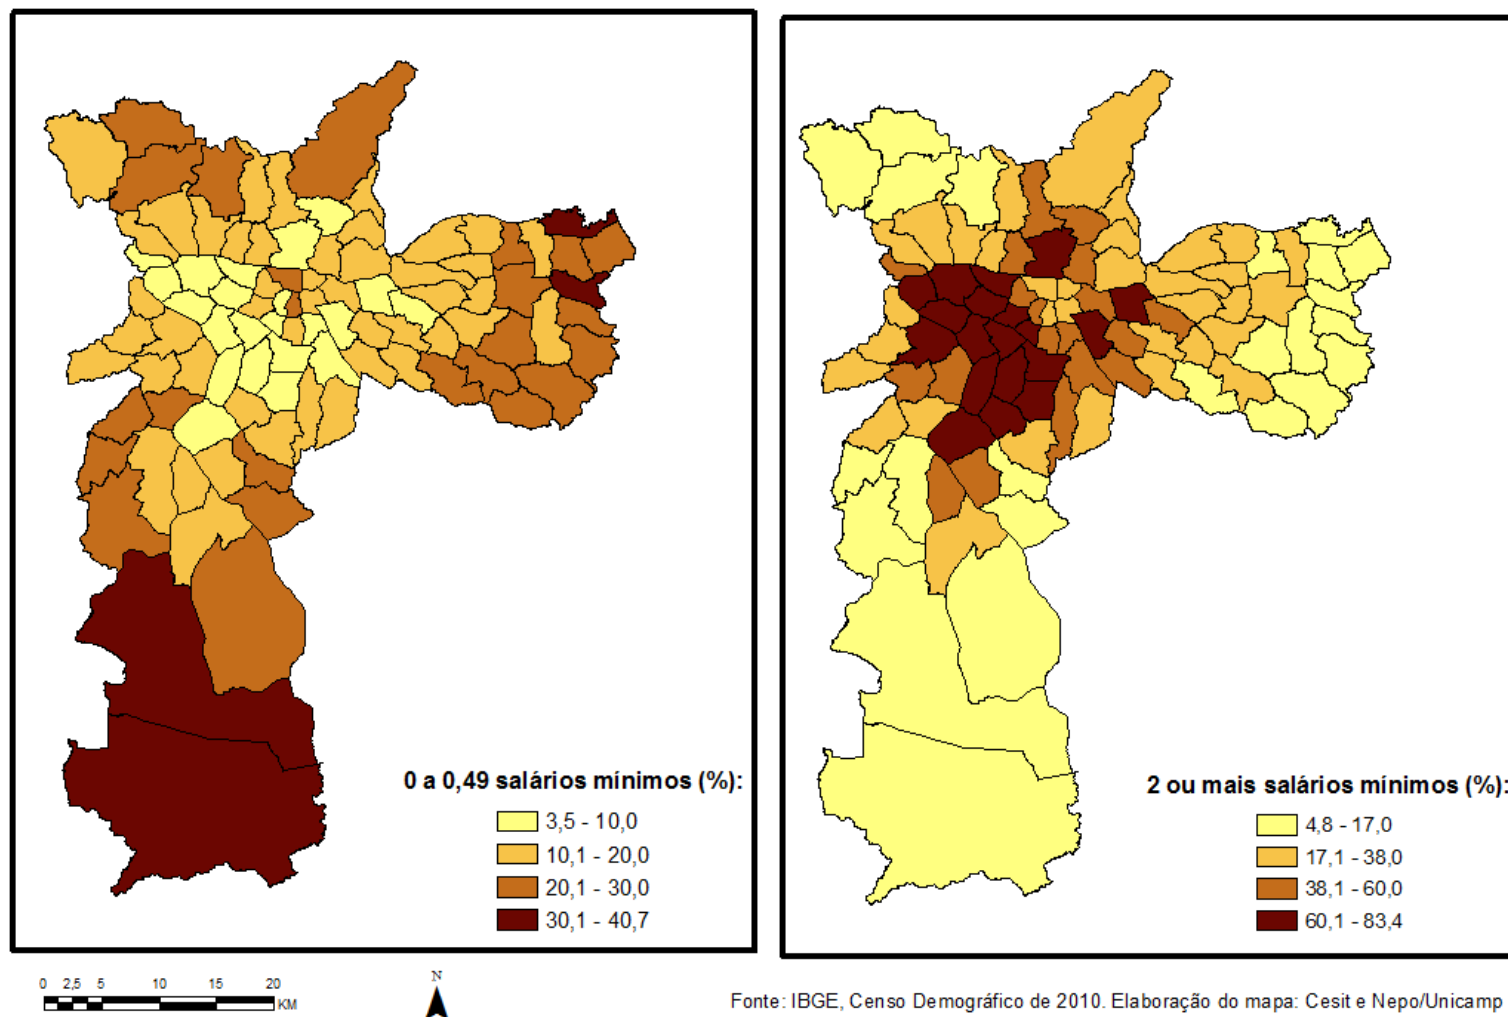 0 a 0,49 salários mínimos (%):
3,5 - 10,0
10,1 - 20,0
20,1 - 30,0
30,1 - 40,7
2 ou mais salários mínimos (%):
4,8 - 17,0
17,1 - 38,0
38,1 - 60,0
60,1 - 83,4
0 2,5 5 10 15 20
KM
N
Fonte: IBGE, Censo Demográfico de 2010. Elaboração do mapa: Cesit e Nepo/Unicamp